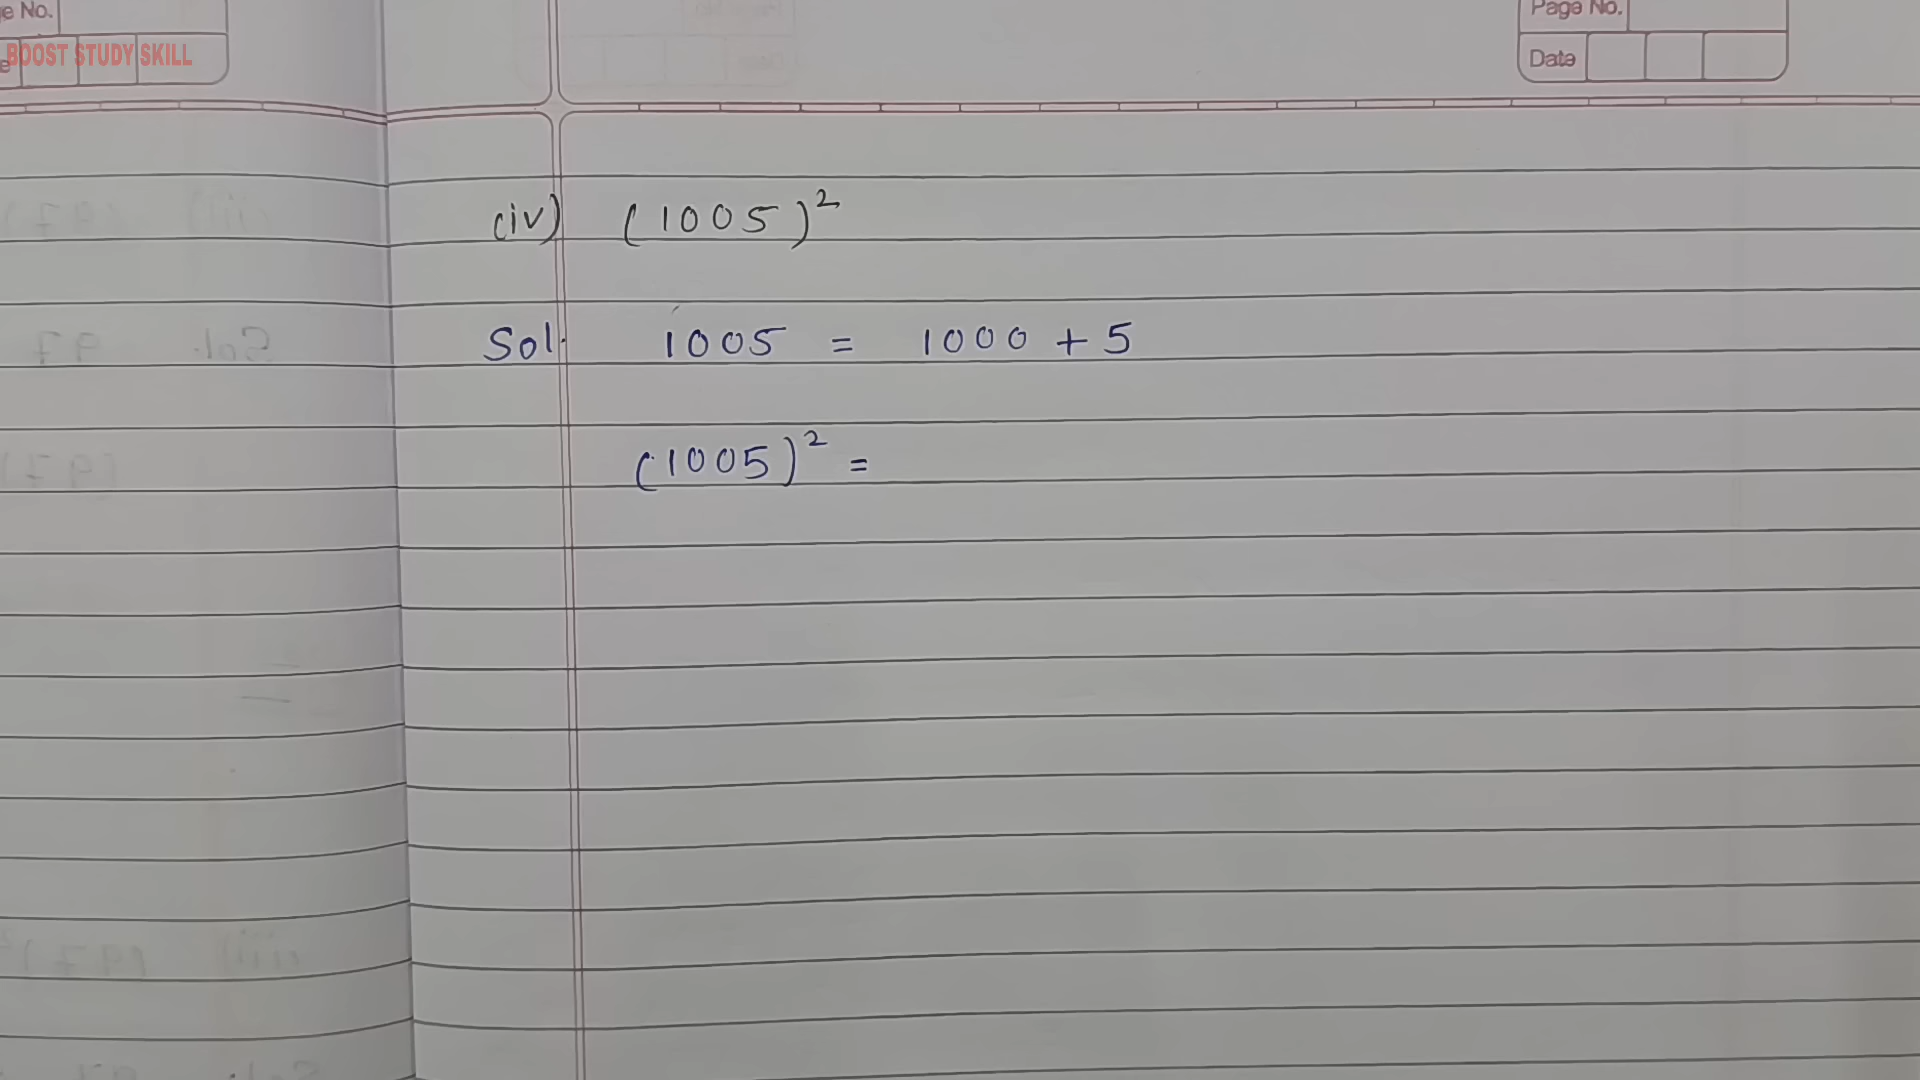 Page No.
BOOST STUDY SKILL
Page No.
Date
(iv) (1005)²
Sol. 1005 = 1000 + 5
(1005)² =